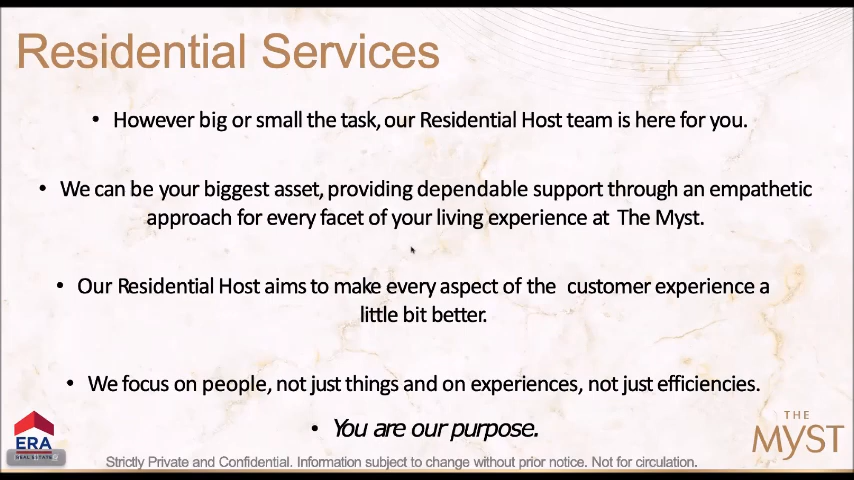 Residential Services
• However big or small the task, our Residential Host team is here for you.
• We can be your biggest asset, providing dependable support through an empathetic
approach for every facet of your living experience at The Myst.
• Our Residential Host aims to make every aspect of the customer experience a
little bit better.
• We focus on people, not just things and on experiences, not just efficiencies.
• You are our purpose.
THE
MYST
ERA
REAL ESTATE
Strictly Private and Confidential. Information subject to change without prior notice. Not for circulation.